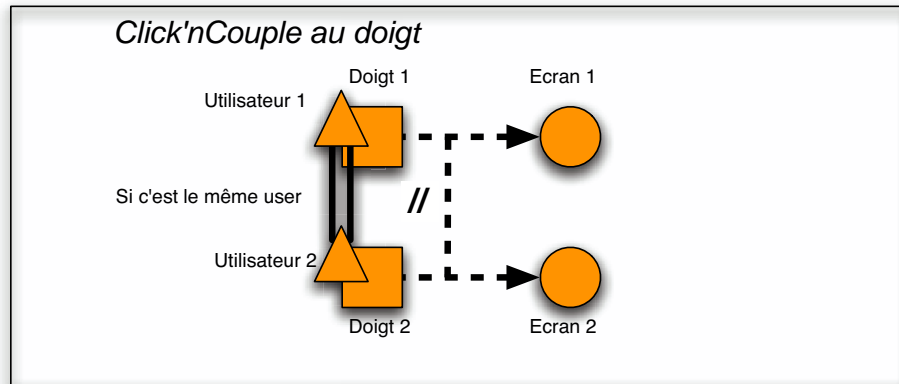 Click'nCouple au doigt
Doigt 1
Ecran 1
Utilisateur 1
Si c'est le même user
//
Utilisateur 2
Doigt 2
Ecran 2